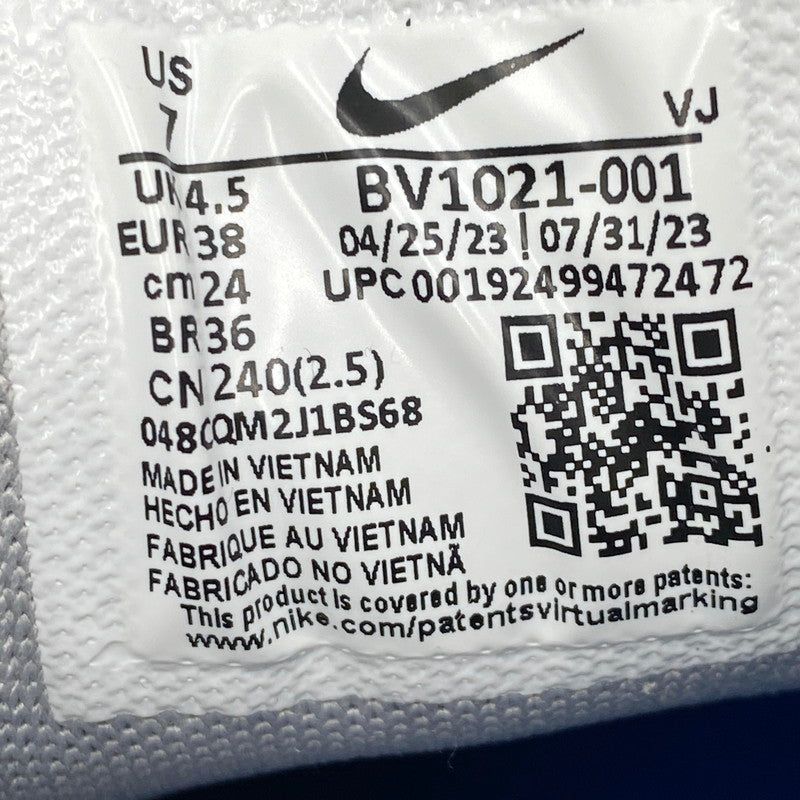 US
7
VJ
UK 4.5
BV1021-001
EUR 38
04/25/23 | 07/31/23
cm 24
UPC 00192499472472
BR 36
CN 240(2.5)
048CQM2J1BS68
MADE IN VIETNAM
HECHO EN VIETNAM
FABRIQUE AU VIETNAM
FABRICADO NO VIETNÃ
This product is covered by one or more patents:
www.nike.com/patentsvirtualmarking